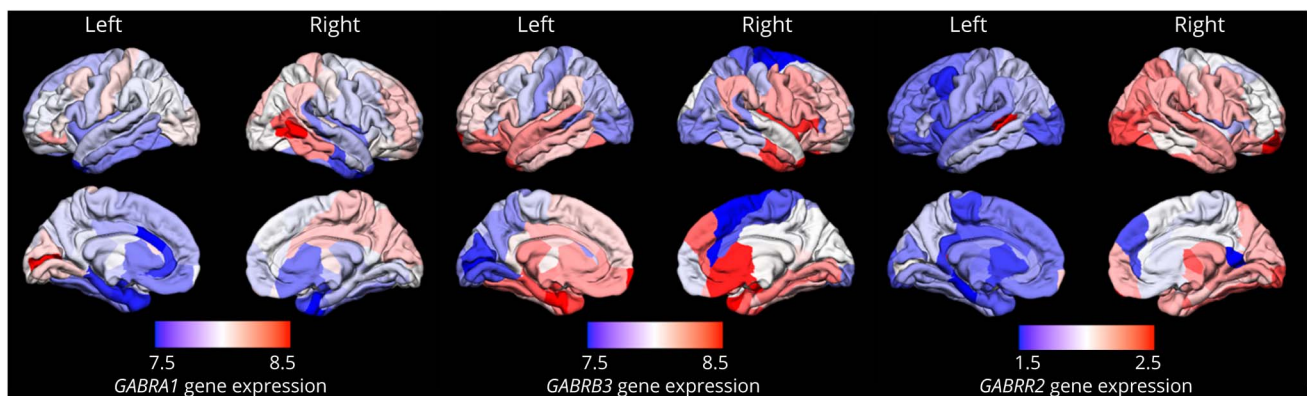 Left Right Left Right Left Right
7.5 8.5 7.5 8.5 1.5 2.5
GABRA1 gene expression GABRB3 gene expression GABRR2 gene expression